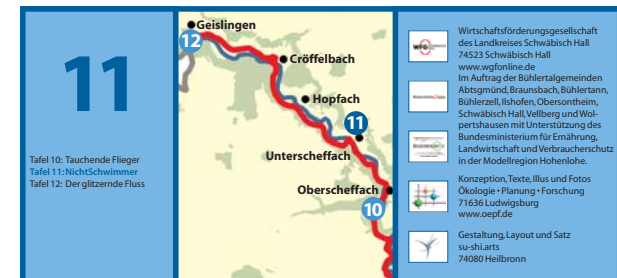 11
Tafel 10: Tauchende Flieger
Tafel 11: NichtSchwimmer
Tafel 12: Der glitzernde Fluss
Geislingen
12
Cröffelbach
Hopfach
11
Unterscheffach
Oberscheffach
10
WFG
Wirtschaftsförderungsgesellschaft
des Landkreises Schwäbisch Hall
74523 Schwäbisch Hall
www.wgfonline.de
Im Auftrag der Bühlertalgemeinden
Abtsgmünd, Braunsbach, Bühlertann,
Bühlerzell, Ilshofen, Obersontheim,
Schwäbisch Hall, Vellberg und Wol-
pertshausen mit Unterstützung des
Bundesministerium für Ernährung,
Landwirtschaft und Verbraucherschutz
in der Modellregion Hohenlohe.
Konzeption, Texte, Illus und Fotos
Ökologie • Planung • Forschung
71636 Ludwigsburg
www.oepf.de
Gestaltung, Layout und Satz
su-shi.arts
74080 Heilbronn